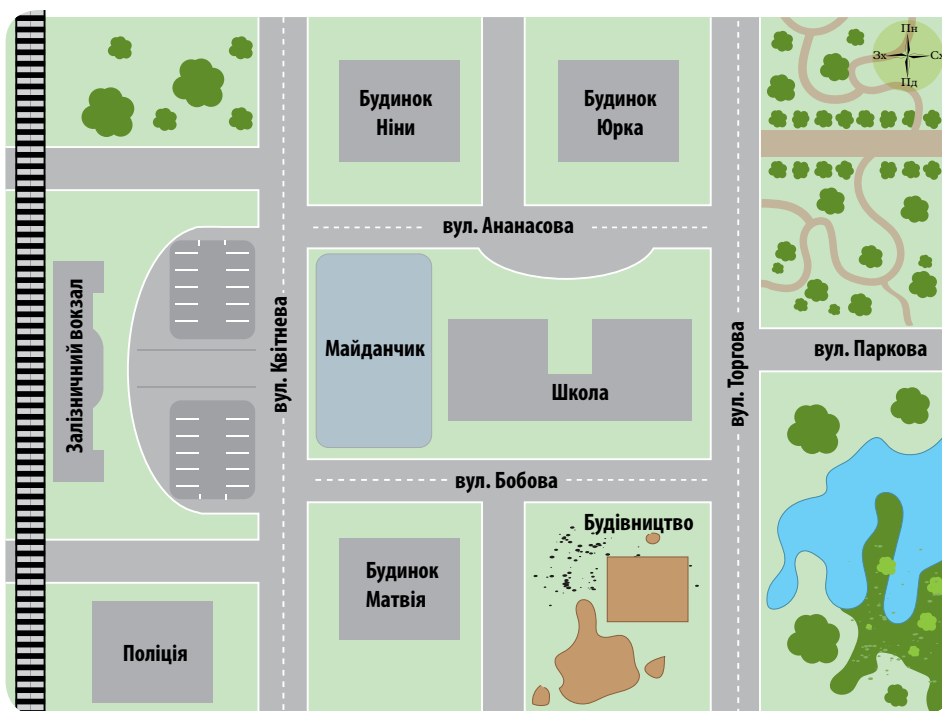 Пн
Зх
Сх
Пд
Будинок
Ніни
Будинок
Юрка
вул. Ананасова
Залізничний вокзал
вул. Квітнева
Майданчик
Школа
вул. Торгова
вул. Паркова
вул. Бобова
Будівництво
Будинок
Матвія
Поліція